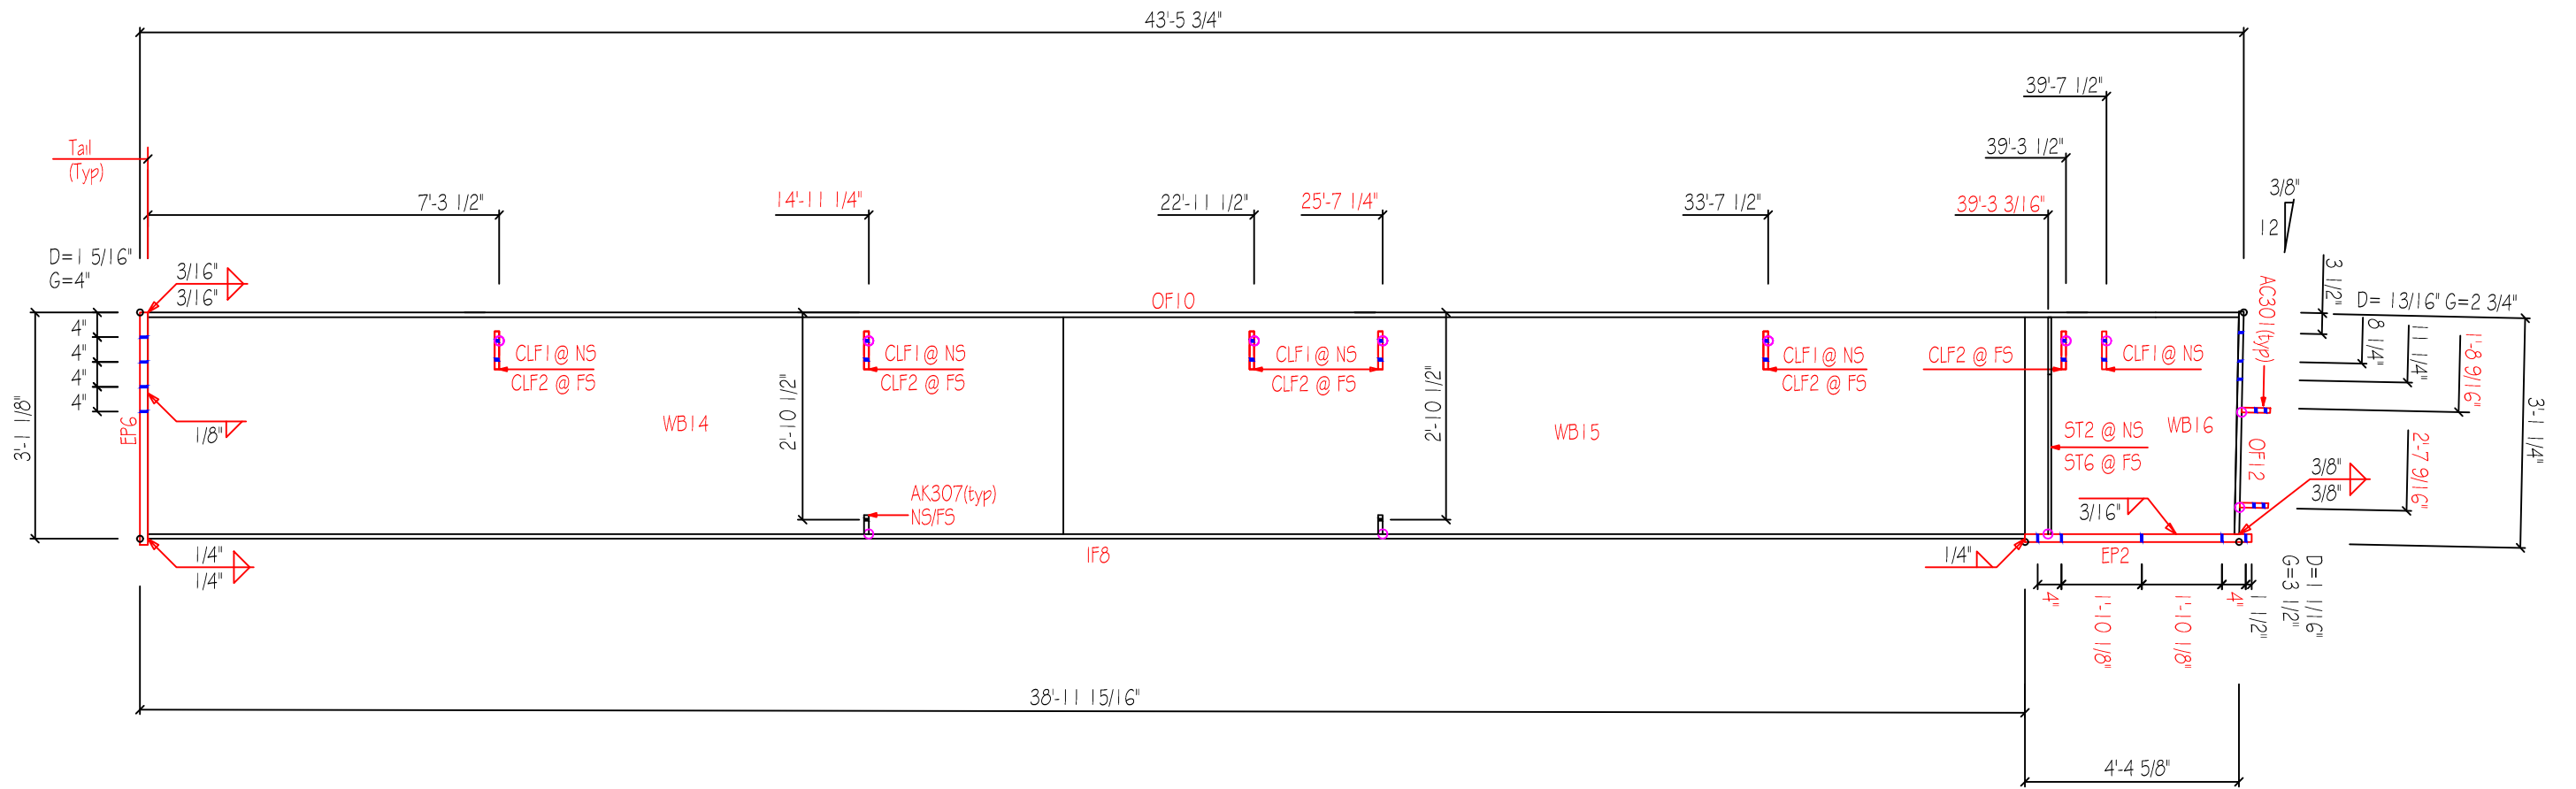 43'-5 3/4"
39'-7 1/2"
39'-3 1/2"
Tail
(Typ)
7'-3 1/2"
14'-11 1/4"
22'-11 1/2"
25'-7 1/4"
33'-7 1/2"
39'-3 3/16"
3/8"
12
D=1 5/16"
G=4"
3/16"
3/16"
OF10
3 1/2"
D= 13/16" G=2 3/4"
AC301(typ)
8 1/4"
11 1/4"
1'-8 9/16"
4"
4"
4"
4"
CLF1@ NS
CLF2 @ FS
CLF1@ NS
CLF2 @ FS
CLF1@ NS
CLF2 @ FS
CLF1@ NS
CLF2 @ FS
CLF2 @ FS
CLF1@ NS
3'-1 1/8"
EP6
1/8"
WB14
2'-10 1/2"
2'-10 1/2"
WB15
ST2 @ NS
ST6 @ FS
WB16
OF12
2'-7 9/16"
3'-1 1/4"
3/8"
3/8"
AK307(typ)
NS/FS
3/16"
1/4"
1/4"
IF8
1/4"
EP2
4"
1'-10 1/8"
1'-10 1/8"
4"
1 1/2"
D=1 1/16"
G=3 1/2"
38'-11 15/16"
4'-4 5/8"